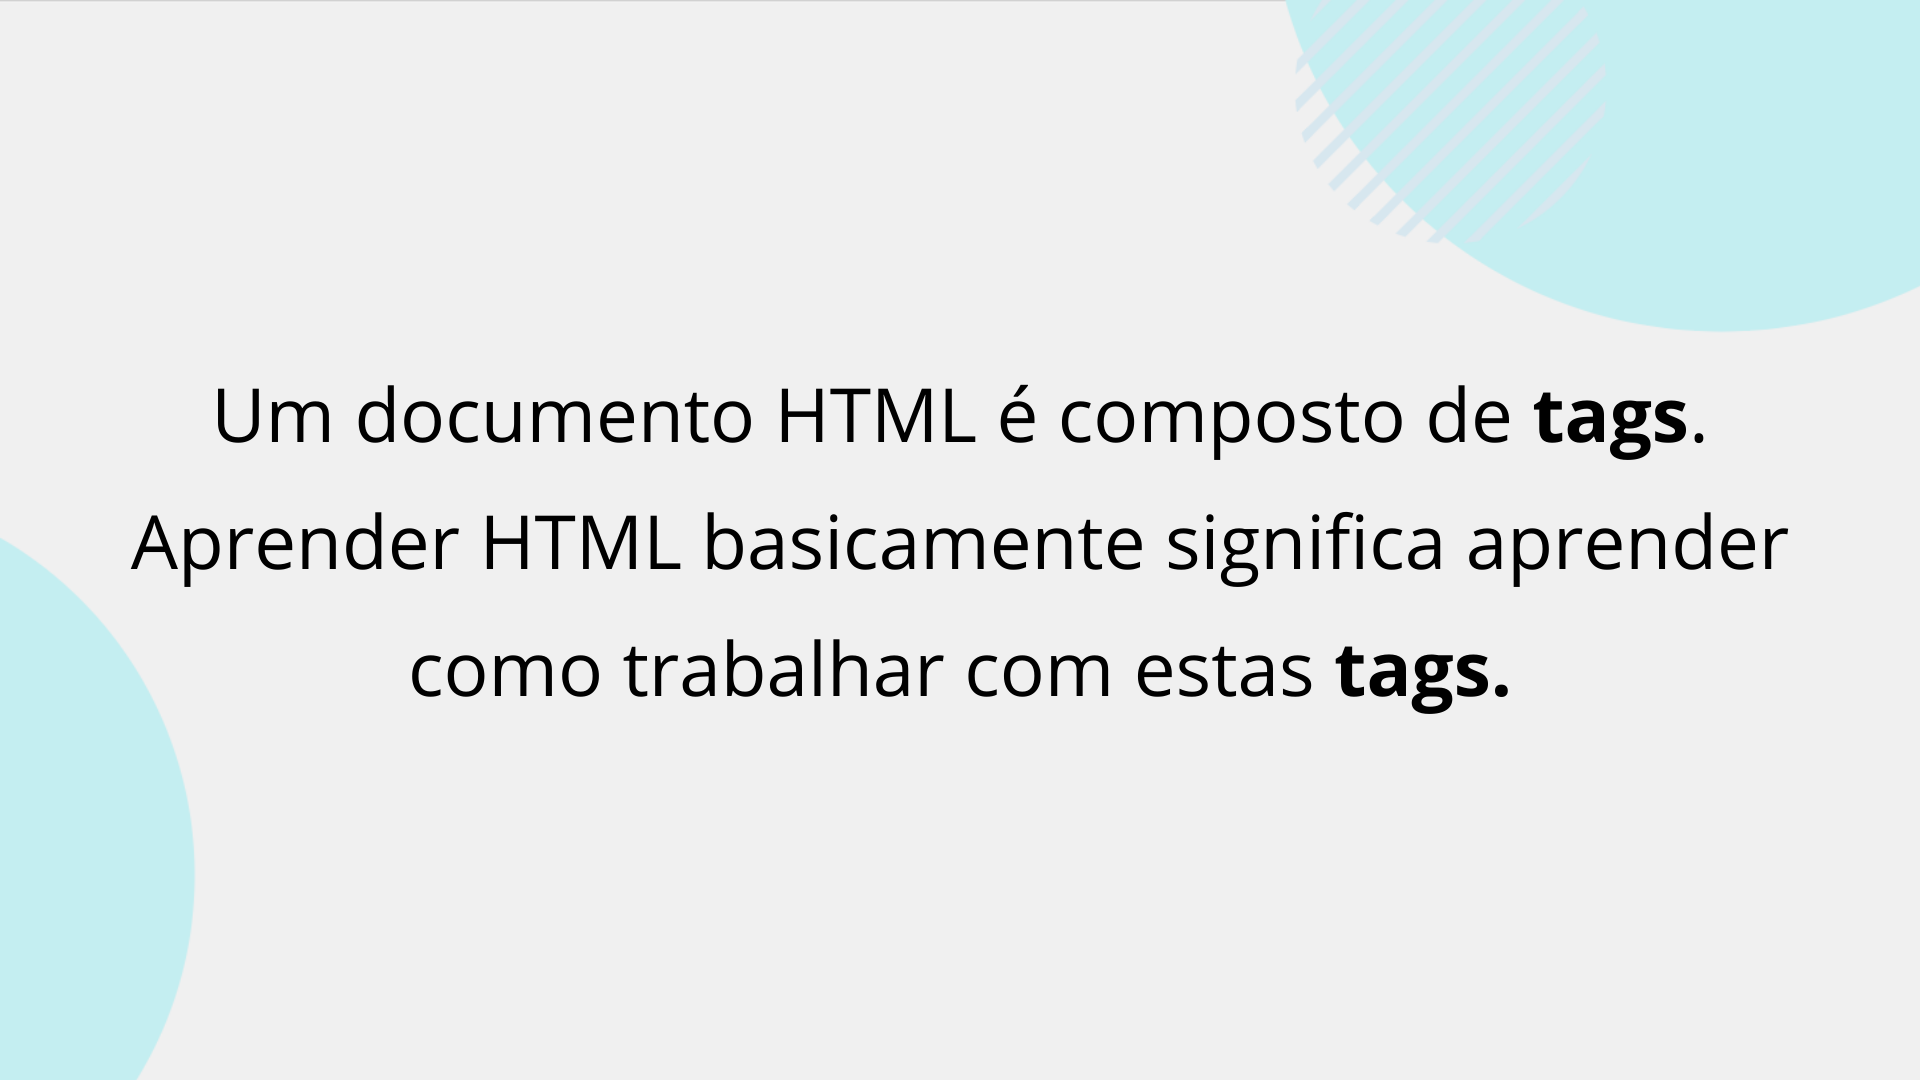 Um documento HTML é composto de tags.
Aprender HTML basicamente significa aprender
como trabalhar com estas tags.